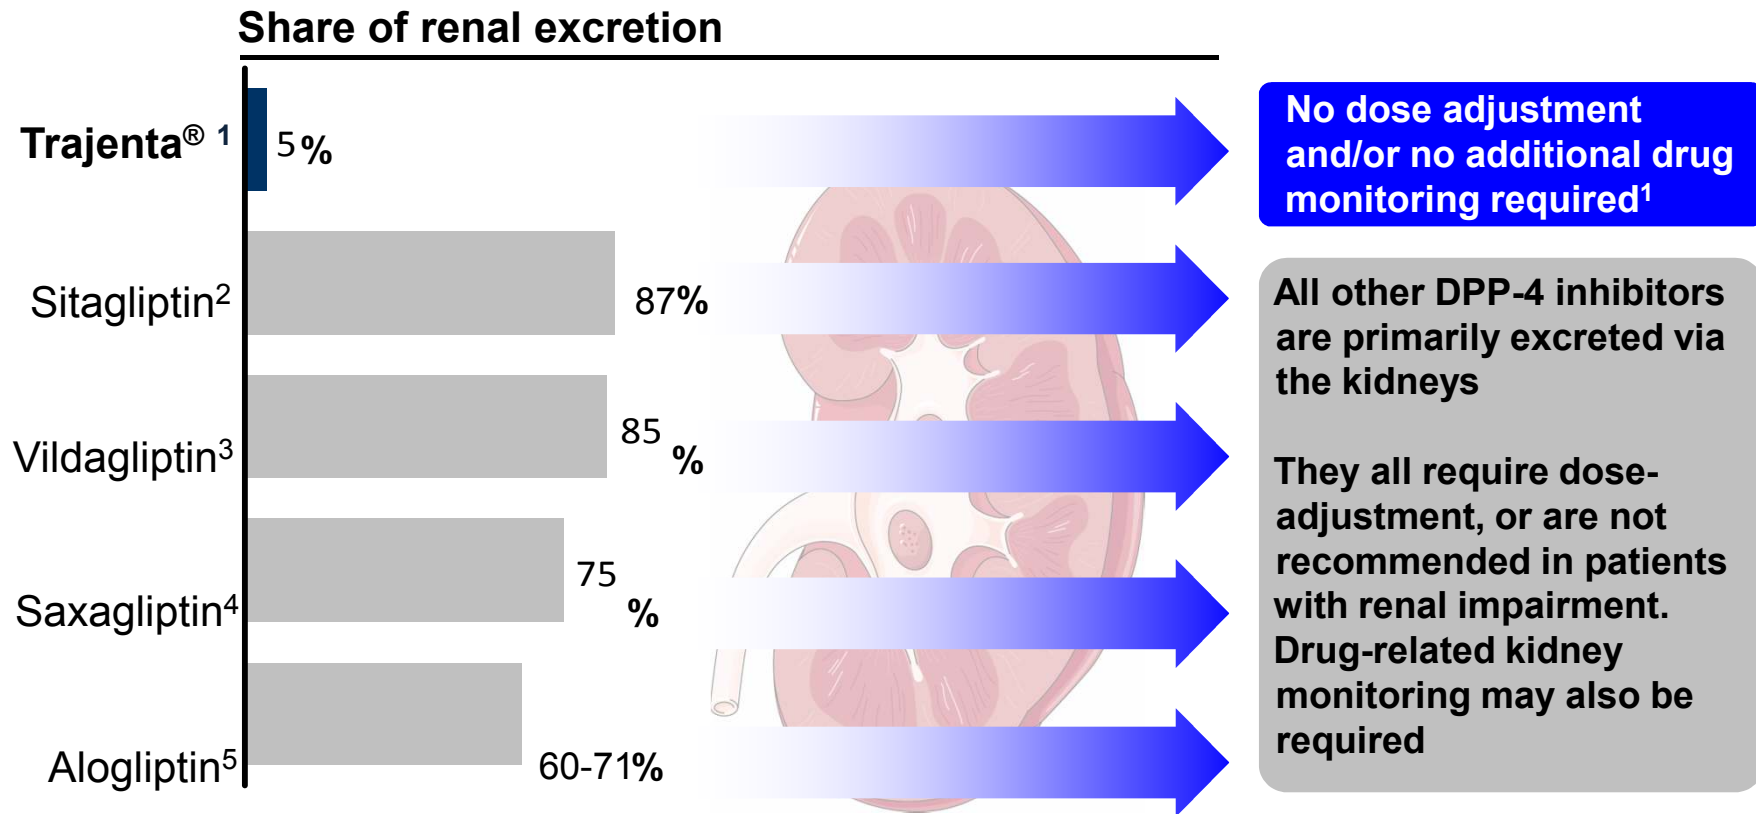 Share of renal excretion
Trajenta® 1
5%
No dose adjustment
and/or no additional drug
monitoring required1
Sitagliptin2
87%
Vildagliptin3
85
%
Saxagliptin4
75
%
Alogliptin5
60-71%
All other DPP-4 inhibitors
are primarily excreted via
the kidneys
They all require dose-
adjustment, or are not
recommended in patients
with renal impairment.
Drug-related kidney
monitoring may also be
required